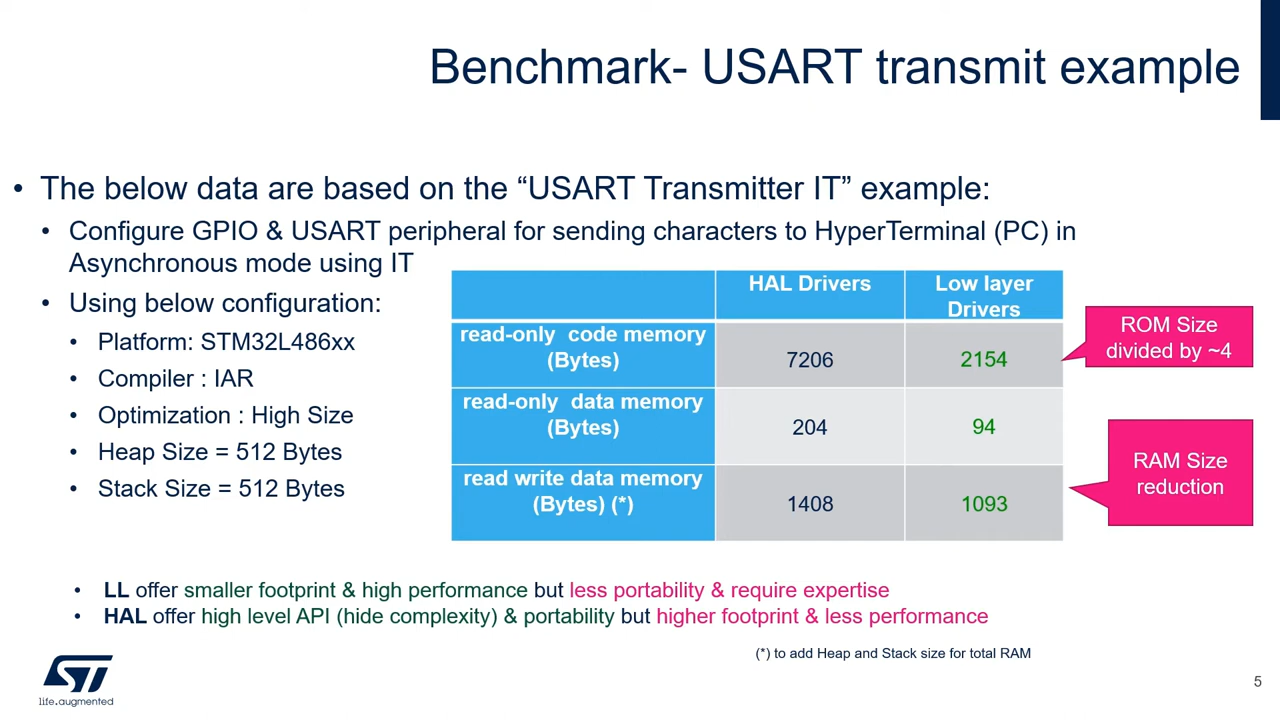 Benchmark- USART transmit example
• The below data are based on the “USART Transmitter IT” example:
• Configure GPIO & USART peripheral for sending characters to HyperTerminal (PC) in
Asynchronous mode using IT
• Using below configuration:
• Platform: STM32L486xx
• Compiler : IAR
• Optimization : High Size
• Heap Size = 512 Bytes
• Stack Size = 512 Bytes
HAL Drivers
Low layer
Drivers
read-only code memory
(Bytes)
7206
2154
read-only data memory
(Bytes)
204
94
read write data memory
(Bytes) (*)
1408
1093
ROM Size
divided by ~4
RAM Size
reduction
• LL offer smaller footprint & high performance but less portability & require expertise
• HAL offer high level API (hide complexity) & portability but higher footprint & less performance
(*) to add Heap and Stack size for total RAM
ST
life.augmented
5